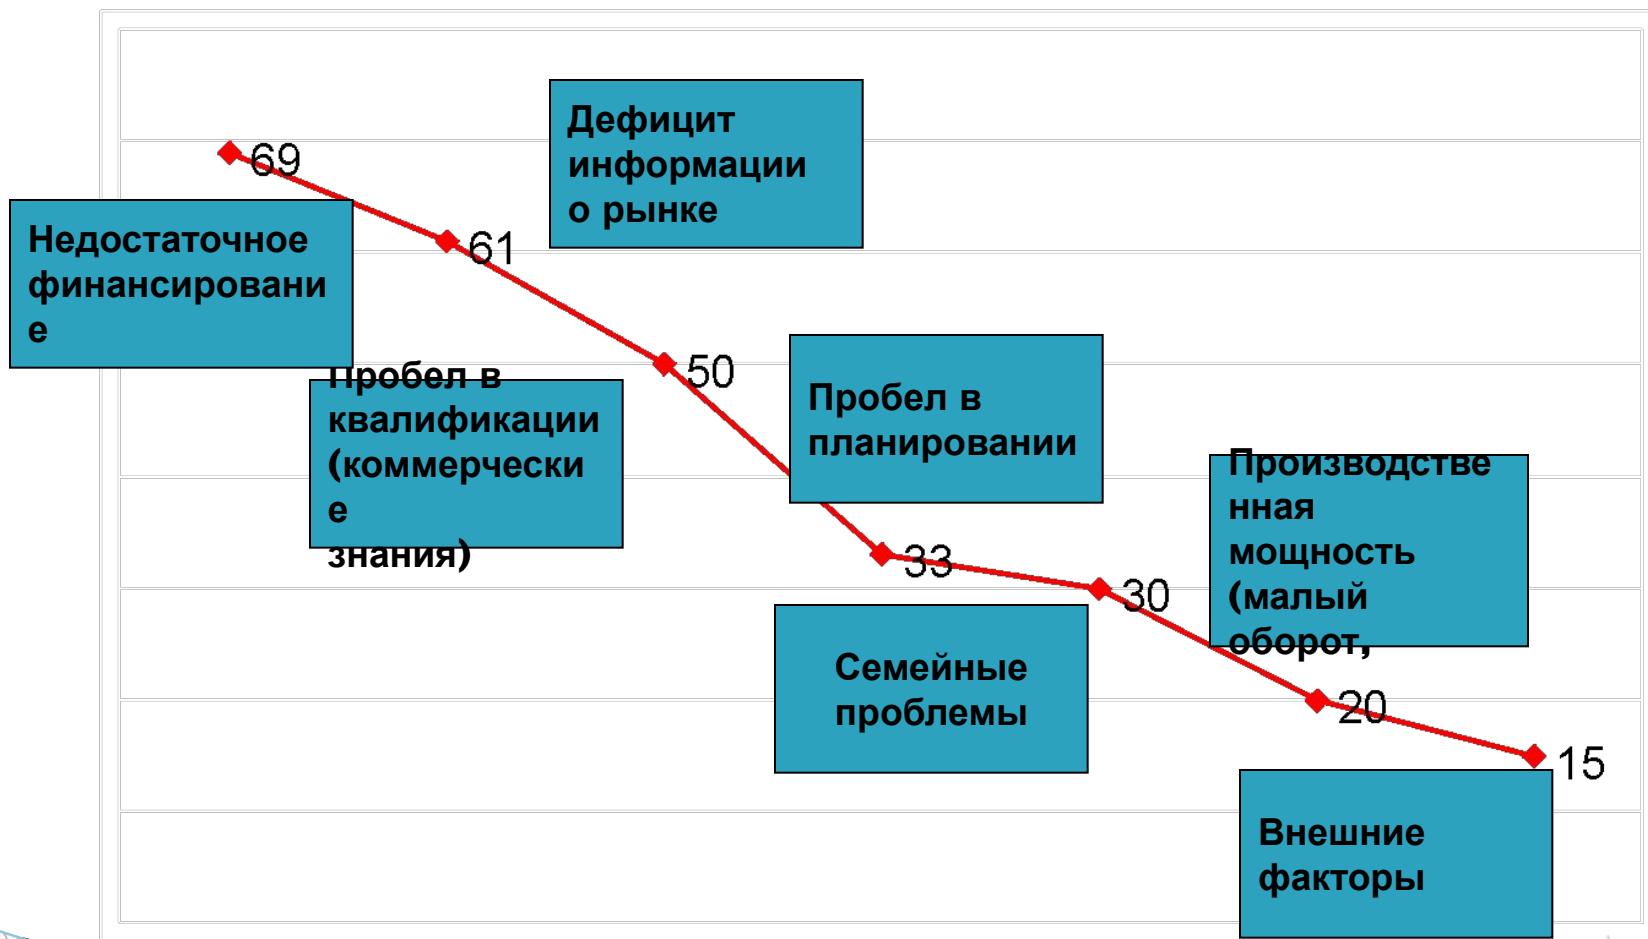 69
Дефицит
информации
о рынке
61
Недостаточное
финансировани
е
50
Пробел в
квалификации
(коммерчески
е
знания)
Пробел в
планировании
33
30
Производстве
нная
мощность
(малый
оборот,
Семейные
проблемы
20
15
Внешние
факторы